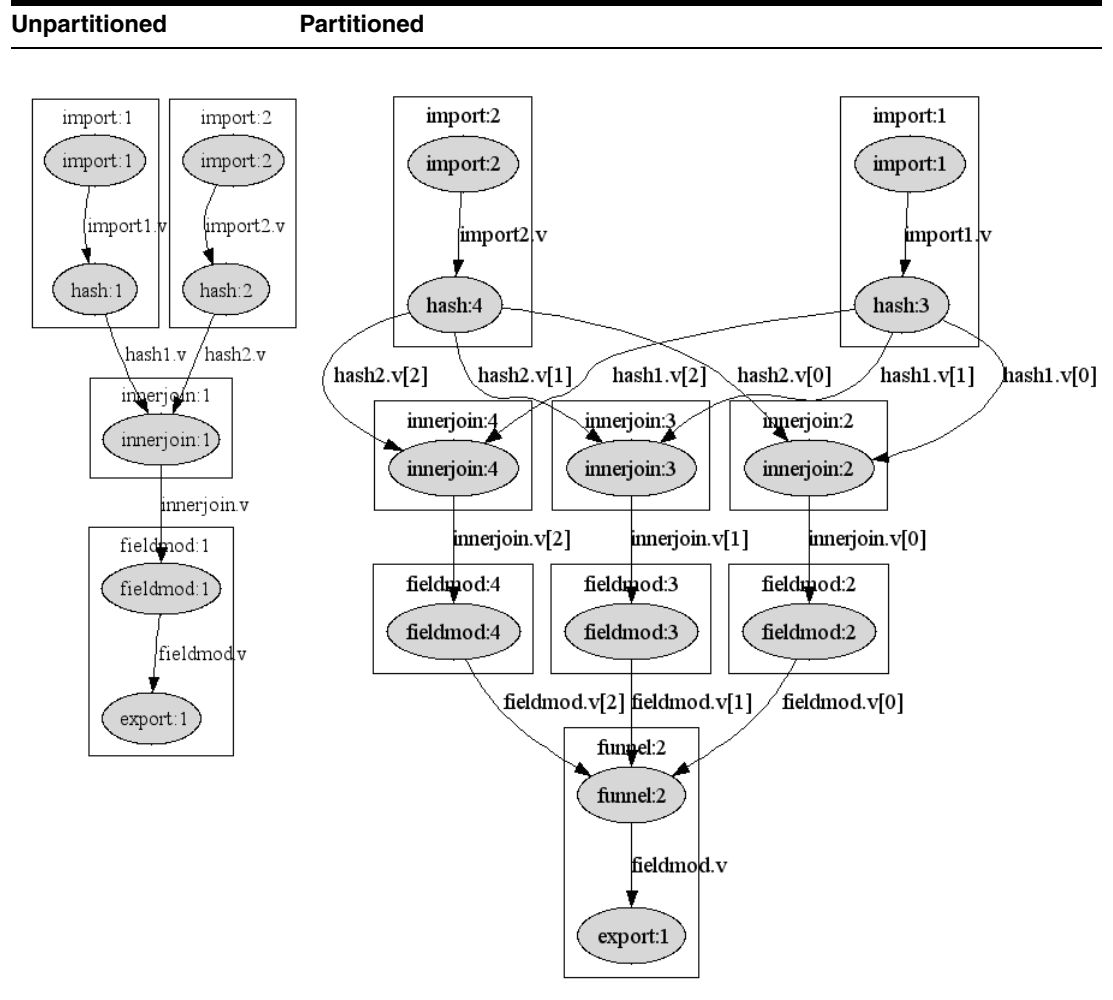 Unpartitioned
Partitioned
import:1
import:1
import1.v
hash:1
import:2
import:2
import2.v
hash:2
hash1.v
hash2.v
innerjoin:1
innerjoin:1
innerjoin.v
fieldmod:1
fieldmod:1
fieldmod.v
export:1
import:2
import:2
import2.v
hash:4
import:1
import:1
import1.v
hash:3
hash2.v[2]
hash2.v[1]
hash1.v[2]
hash2.v[0]
hash1.v[1]
hash1.v[0]
innerjoin:4
innerjoin:3
innerjoin:2
innerjoin:4
innerjoin:3
innerjoin:2
innerjoin.v[2]
innerjoin.v[1]
innerjoin.v[0]
fieldmod:4
fieldmod:3
fieldmod:2
fieldmod:4
fieldmod:3
fieldmod:2
fieldmod.v[2]
fieldmod.v[1]
fieldmod.v[0]
funnel:2
funnel:2
fieldmod.v
export:1